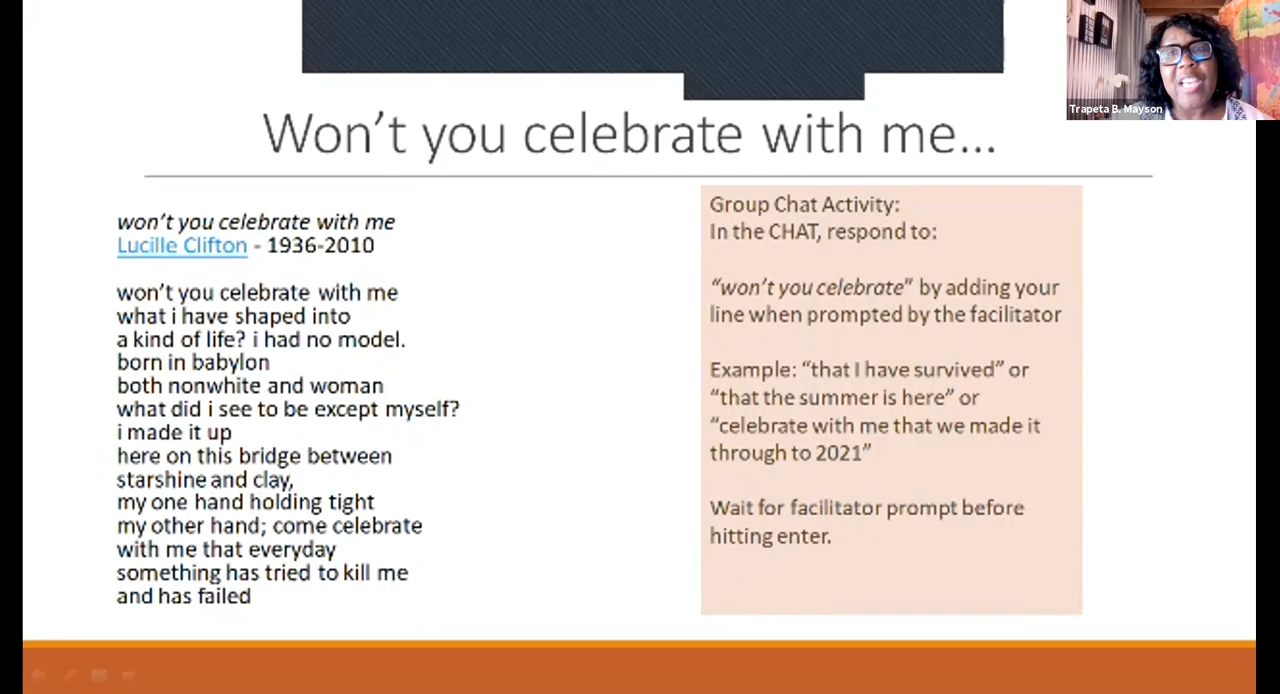 Trapeta B. Mayson
Won't you celebrate with me...
won't you celebrate with me
Lucille Clifton - 1936-2010
won't you celebrate with me
what i have shaped into
a kind of life? i had no model.
born in babylon
both nonwhite and woman
what did i see to be except myself?
i made it up
here on this bridge between
starshine and clay,
my one hand holding tight
my other hand; come celebrate
with me that everyday
something has tried to kill me
and has failed
Group Chat Activity:
In the CHAT, respond to:
“won't you celebrate” by adding your
line when prompted by the facilitator
Example: “that I have survived” or
“that the summer is here” or
“celebrate with me that we made it
through to 2021”
Wait for facilitator prompt before
hitting enter.